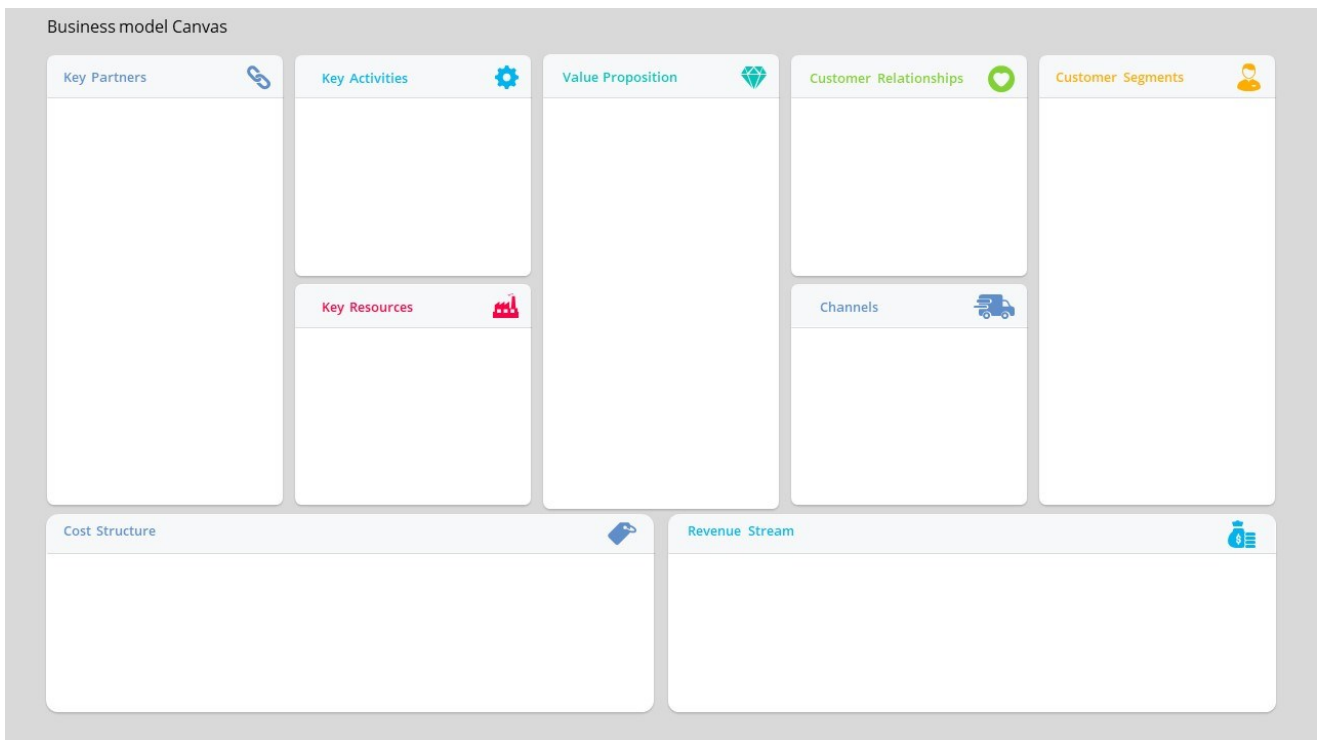 Business model Canvas
Key Partners
Key Activities
Value Proposition
Customer Relationships
Customer Segments
Key Resources
Channels
Cost Structure
Revenue Stream